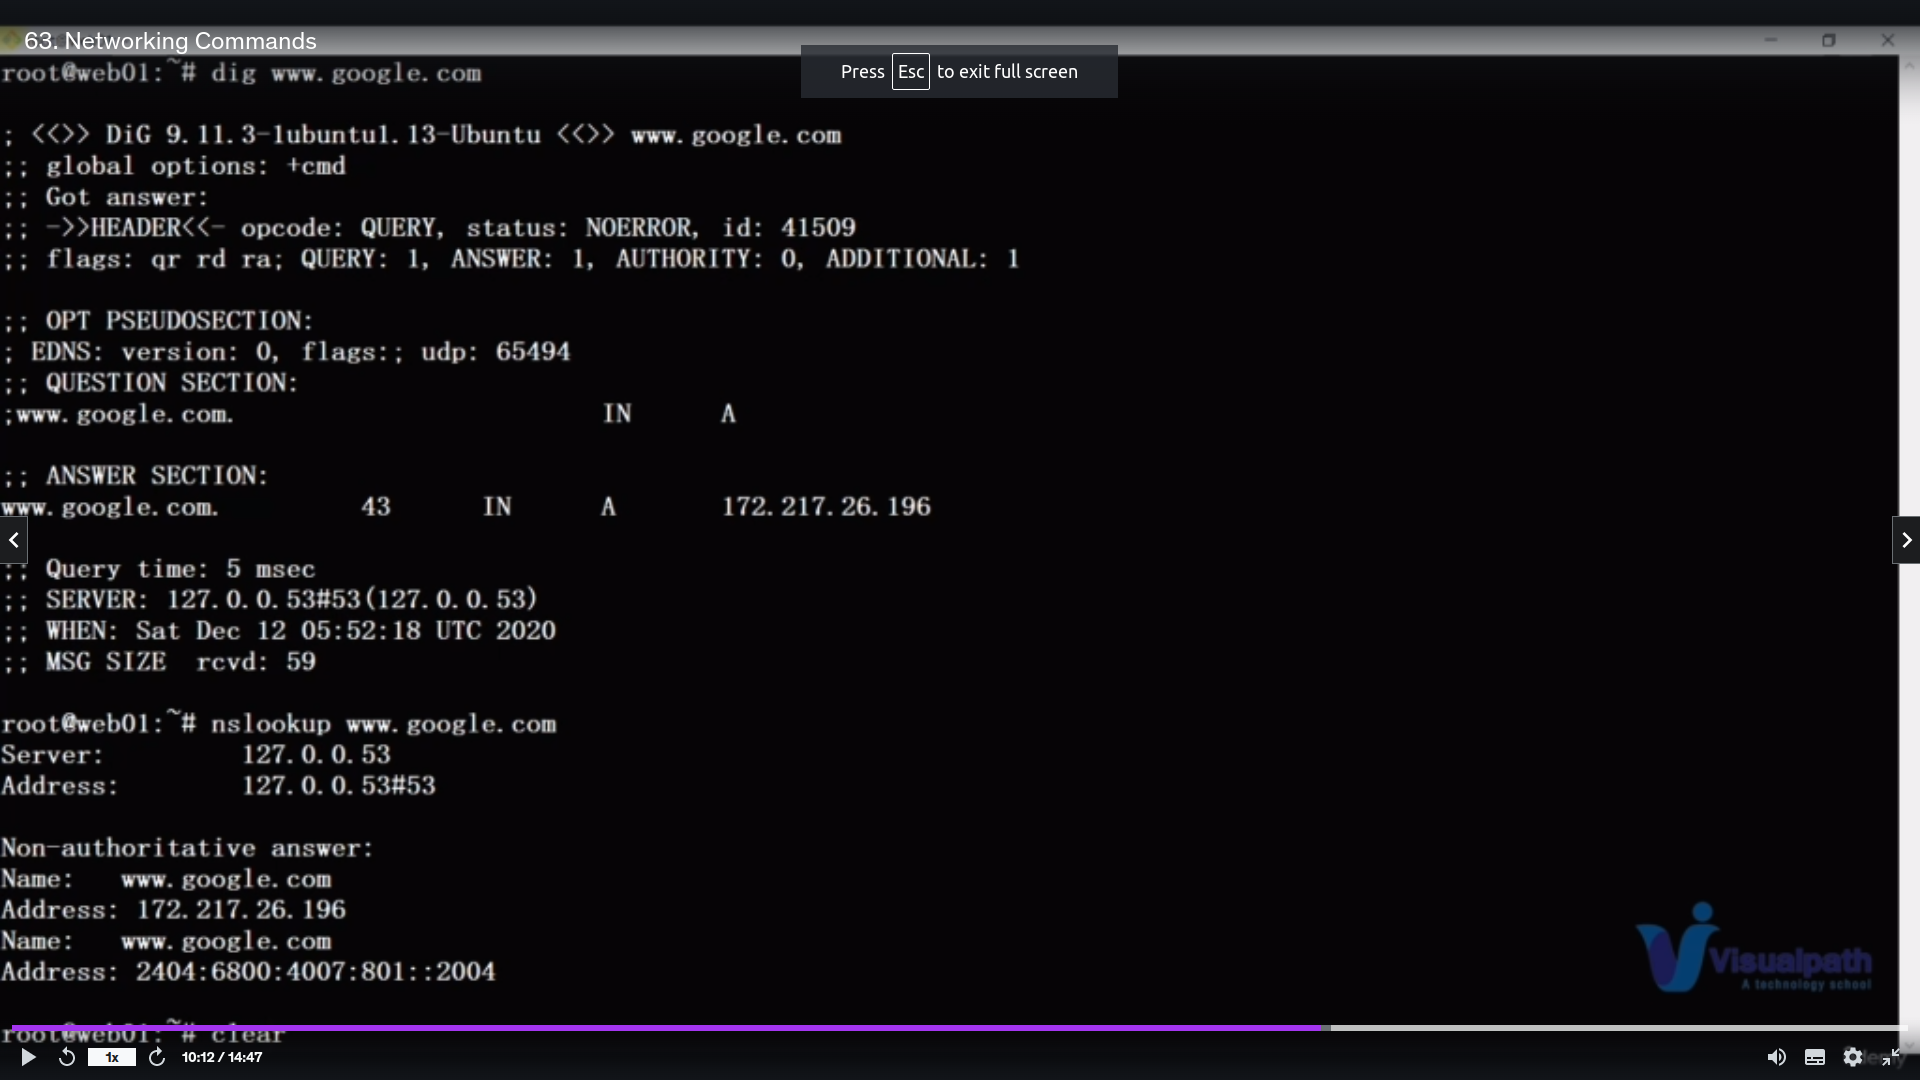 63. Networking Commands
Press Esc to exit full screen
root@web01:~# dig www.google.com
; <<>> DiG 9.11.3-1ubuntu1.13-Ubuntu <<>> www.google.com
;; global options: +cmd
;; Got answer:
;; ->>HEADER<<- opcode: QUERY, status: NOERROR, id: 41509
;; flags: qr rd ra; QUERY: 1, ANSWER: 1, AUTHORITY: 0, ADDITIONAL: 1
;; OPT PSEUDOSECTION:
; EDNS: version: 0, flags:; udp: 65494
;; QUESTION SECTION:
;www.google.com. IN A
;; ANSWER SECTION:
www.google.com. 43 IN A 172.217.26.196
;; Query time: 5 msec
;; SERVER: 127.0.0.53#53(127.0.0.53)
;; WHEN: Sat Dec 12 05:52:18 UTC 2020
;; MSG SIZE rcvd: 59
root@web01:~# nslookup www.google.com
Server: 127.0.0.53
Address: 127.0.0.53#53
Non-authoritative answer:
Name: www.google.com
Address: 172.217.26.196
Name: www.google.com
Address: 2404:6800:4007:801::2004
Visualpath
A technology school
root@web01:~# clear
1x
10:12 / 14:47